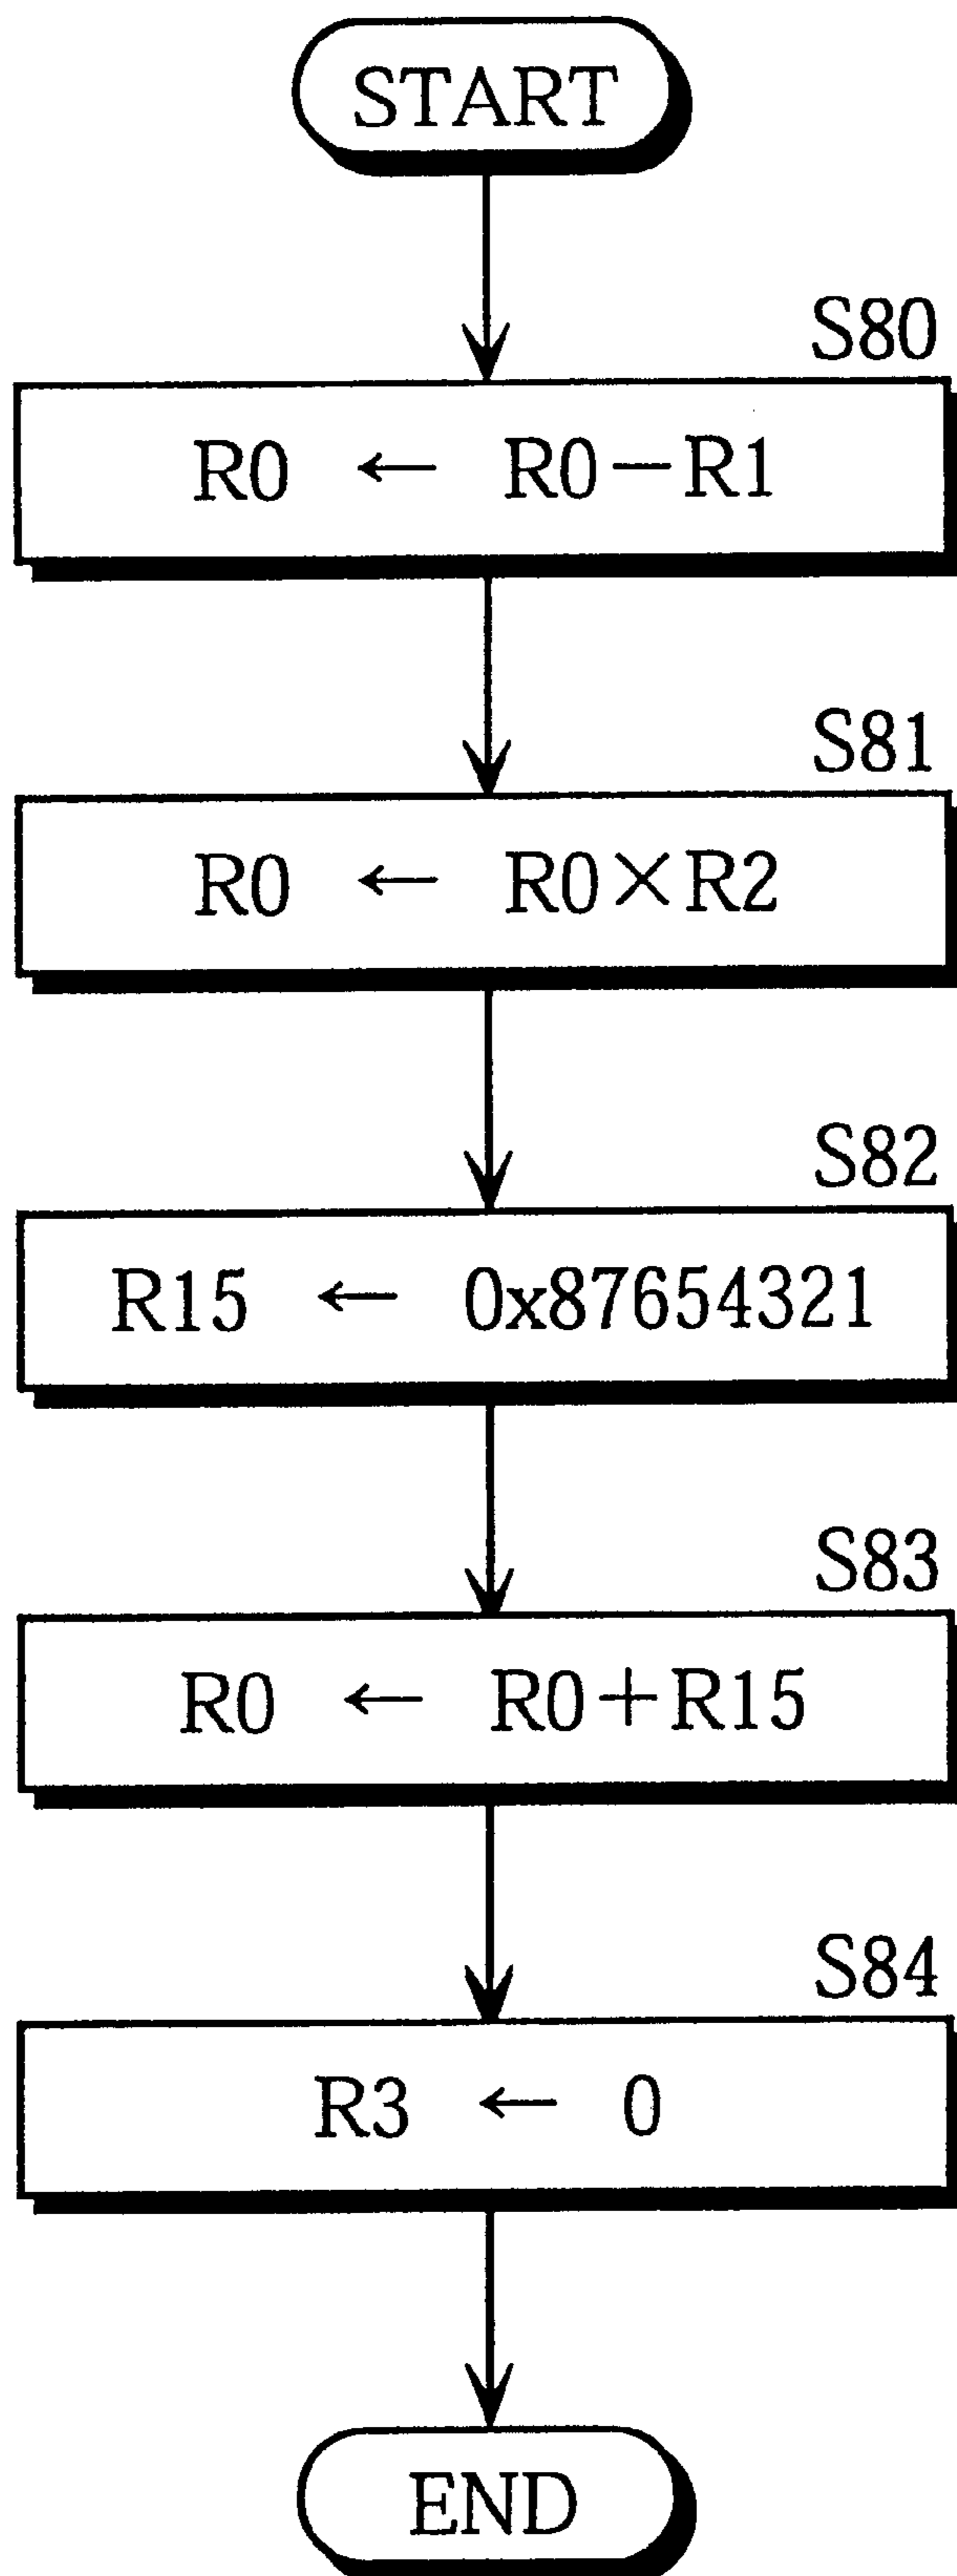 START
S80
R0 ← R0−R1
S81
R0 ← R0×R2
S82
R15 ← 0x87654321
S83
R0 ← R0+R15
S84
R3 ← 0
END